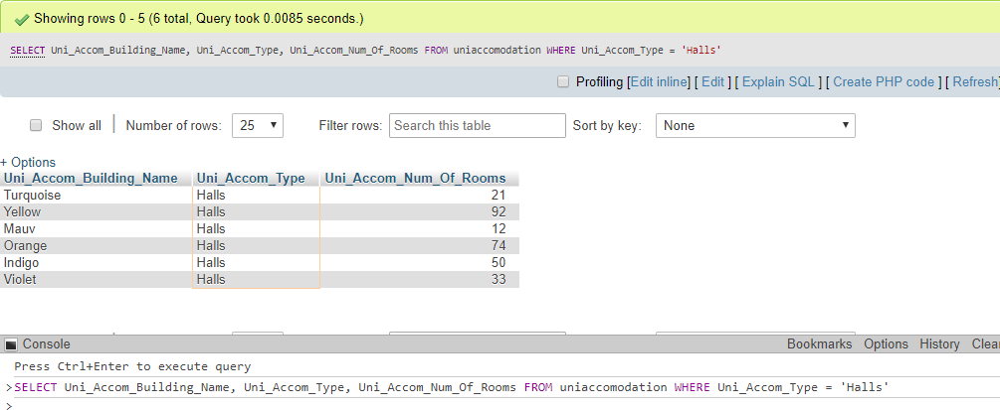 Showing rows 0 - 5 (6 total, Query took 0.0085 seconds.)
SELECT Uni_Accom_Building_Name, Uni_Accom_Type, Uni_Accom_Num_Of_Rooms FROM uniaccomodation WHERE Uni_Accom_Type = 'Halls'
Profiling [Edit inline] [ Edit ] [ Explain SQL ] [ Create PHP code ] [ Refresh]
Show all | Number of rows: 25 Filter rows: Search this table Sort by key: None
+ Options
Uni_Accom_Building_Name Uni_Accom_Type Uni_Accom_Num_Of_Rooms
Turquoise Halls 21
Yellow Halls 92
Mauv Halls 12
Orange Halls 74
Indigo Halls 50
Violet Halls 33
Console Bookmarks Options History Clea
Press Ctrl+Enter to execute query
>SELECT Uni_Accom_Building_Name, Uni_Accom_Type, Uni_Accom_Num_Of_Rooms FROM uniaccomodation WHERE Uni_Accom_Type = 'Halls'
>